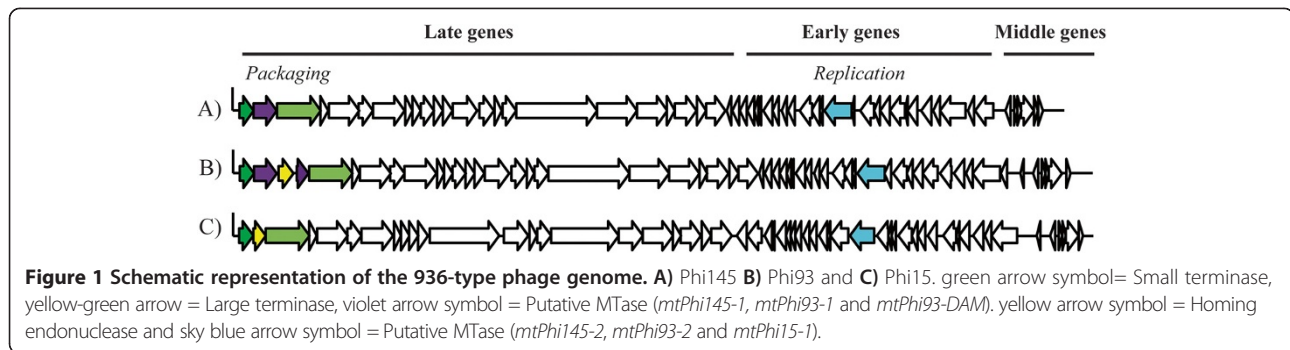 Late genes Early genes Middle genes
Packaging Replication
A)
B)
C)
Figure 1 Schematic representation of the 936-type phage genome. A) Phi145 B) Phi93 and C) Phi15. green arrow symbol= Small terminase,
yellow-green arrow = Large terminase, violet arrow symbol = Putative MTase (mtPhi145-1, mtPhi93-1 and mtPhi93-DAM). yellow arrow symbol = Homing
endonuclease and sky blue arrow symbol = Putative MTase (mtPhi145-2, mtPhi93-2 and mtPhi15-1).